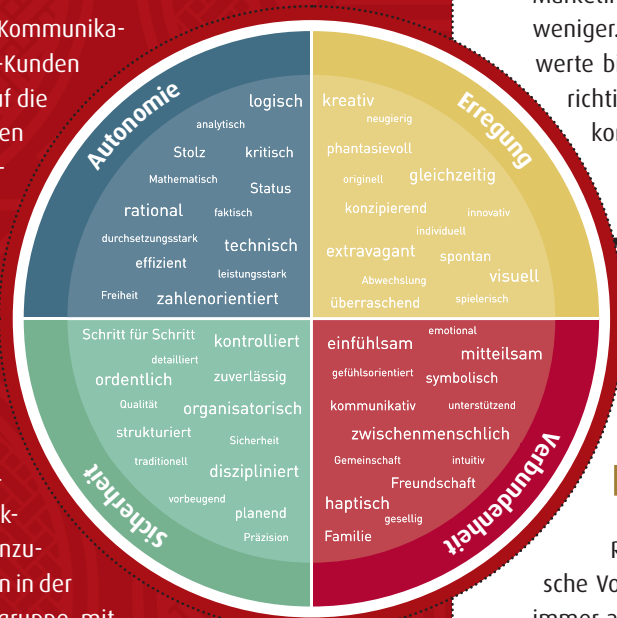 Kommunika-
-Kunden
uf die
en
-
Autonomie
logisch
analytisch
Stolz
kritisch
Mathematisch
Status
rational
faktisch
durchsetzungsstark
technisch
effizient
leistungsstark
Freiheit
zahlenorientiert
Erregung
kreativ
neugierig
phantasievoll
originell
gleichzeitig
konzipierend
innovativ
individuell
extravagant
spontan
Abwechslung
visuell
überraschend
spielerisch
Sicherheit
Schritt für Schritt
kontrolliert
detailliert
ordentlich
zuverlässig
Qualität
organisatorisch
strukturiert
Sicherheit
traditionell
diszipliniert
vorbeugend
planend
Präzision
Verbundenheit
emotional
einfühlsam
mitteilsam
gefühlsorientiert
symbolisch
kommunikativ
unterstützend
zwischenmenschlich
Gemeinschaft
intuitiv
Freundschaft
haptisch
gesellig
Familie
k-
nzu-
n in der
weniger.
werte bi
richti
kor
R
sche Vo